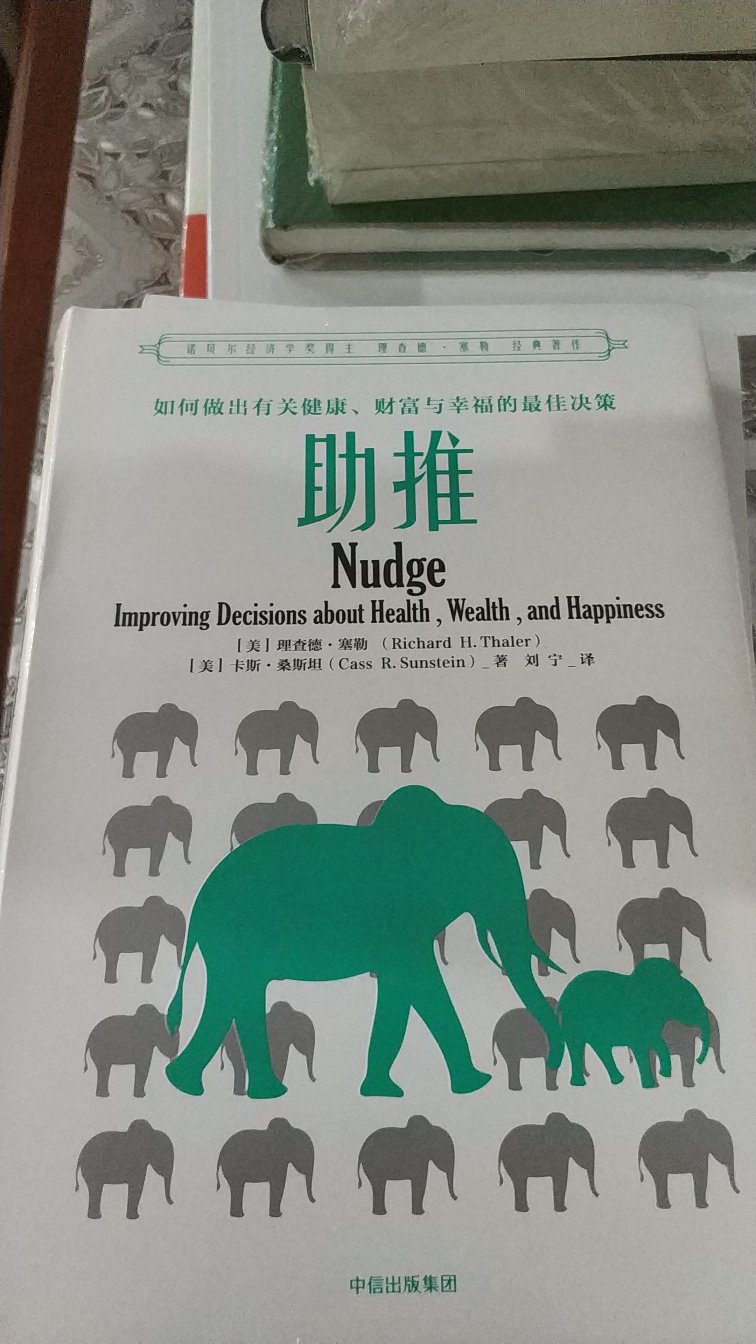 诺贝尔经济学奖得主 理查德·塞勒 经典著作
如何做出有关健康、财富与幸福的最佳决策
助推
Nudge
Improving Decisions about Health , Wealth , and Happiness
[美] 理查德·塞勒 (Richard H. Thaler)
[美] 卡斯·桑斯坦 (Cass R. Sunstein) _ 著 刘 宁 _ 译
中信出版集团